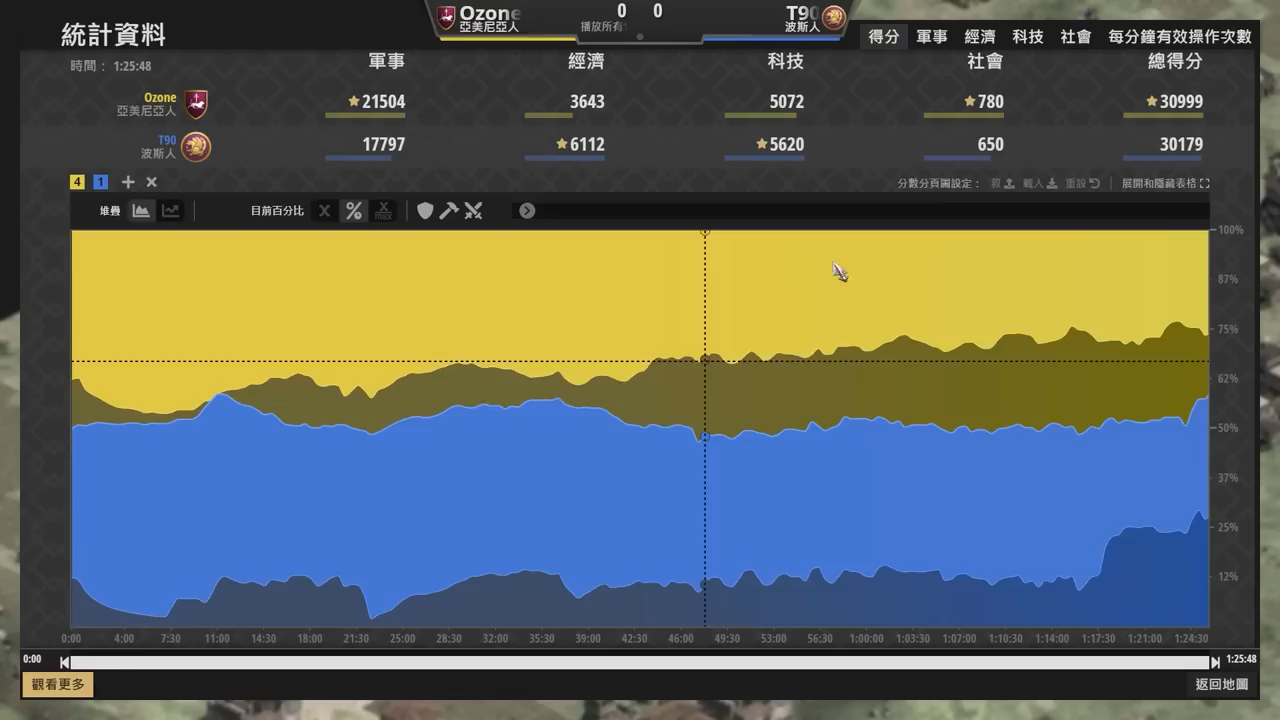 Ozone
亞美尼亞人
0 0
播放所有
T90
波斯人
統計資料
得分 軍事 經濟 科技 社會 每分鐘有效操作次數
時間： 1:25:48
軍事 經濟 科技 社會 總得分
Ozone
亞美尼亞人
21504 3643 5072 780 30999
T90
波斯人
17797 6112 5620 650 30179
4 1
分數分頁圖設定： 載入 重設 展開和隱藏表格
堆疊 目前百分比 X % X max
100%
87%
75%
62%
50%
37%
25%
12%
0:00 4:00 7:30 11:00 14:30 18:00 21:30 25:00 28:30 32:00 35:30 39:00 42:30 46:00 49:30 53:00 56:30 1:00:00 1:03:30 1:07:00 1:10:30 1:14:00 1:17:30 1:21:00 1:24:30
0:00 1:25:48
觀看更多 返回地圖